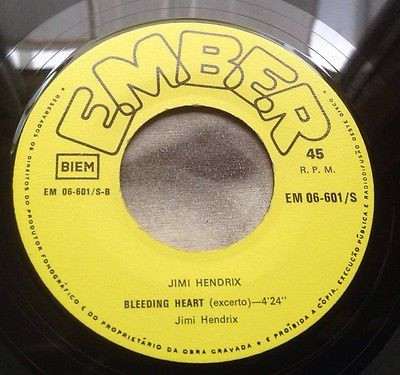 EMBER
BIEM
45
R. P. M.
EM 06-601/S-B
EM 06-601/S
JIMI HENDRIX
BLEEDING HEART (excerto)—4'24''
Jimi Hendrix
● RESERVADOS OS DIREITOS DO PRODUTOR FONOGRÁFICO E DO PROPRIETÁRIO DA OBRA GRAVADA ● É PROIBIDA A CÓPIA, EXECUÇÃO PÚBLICA E RADIODIFUSÃO DESTE DISCO